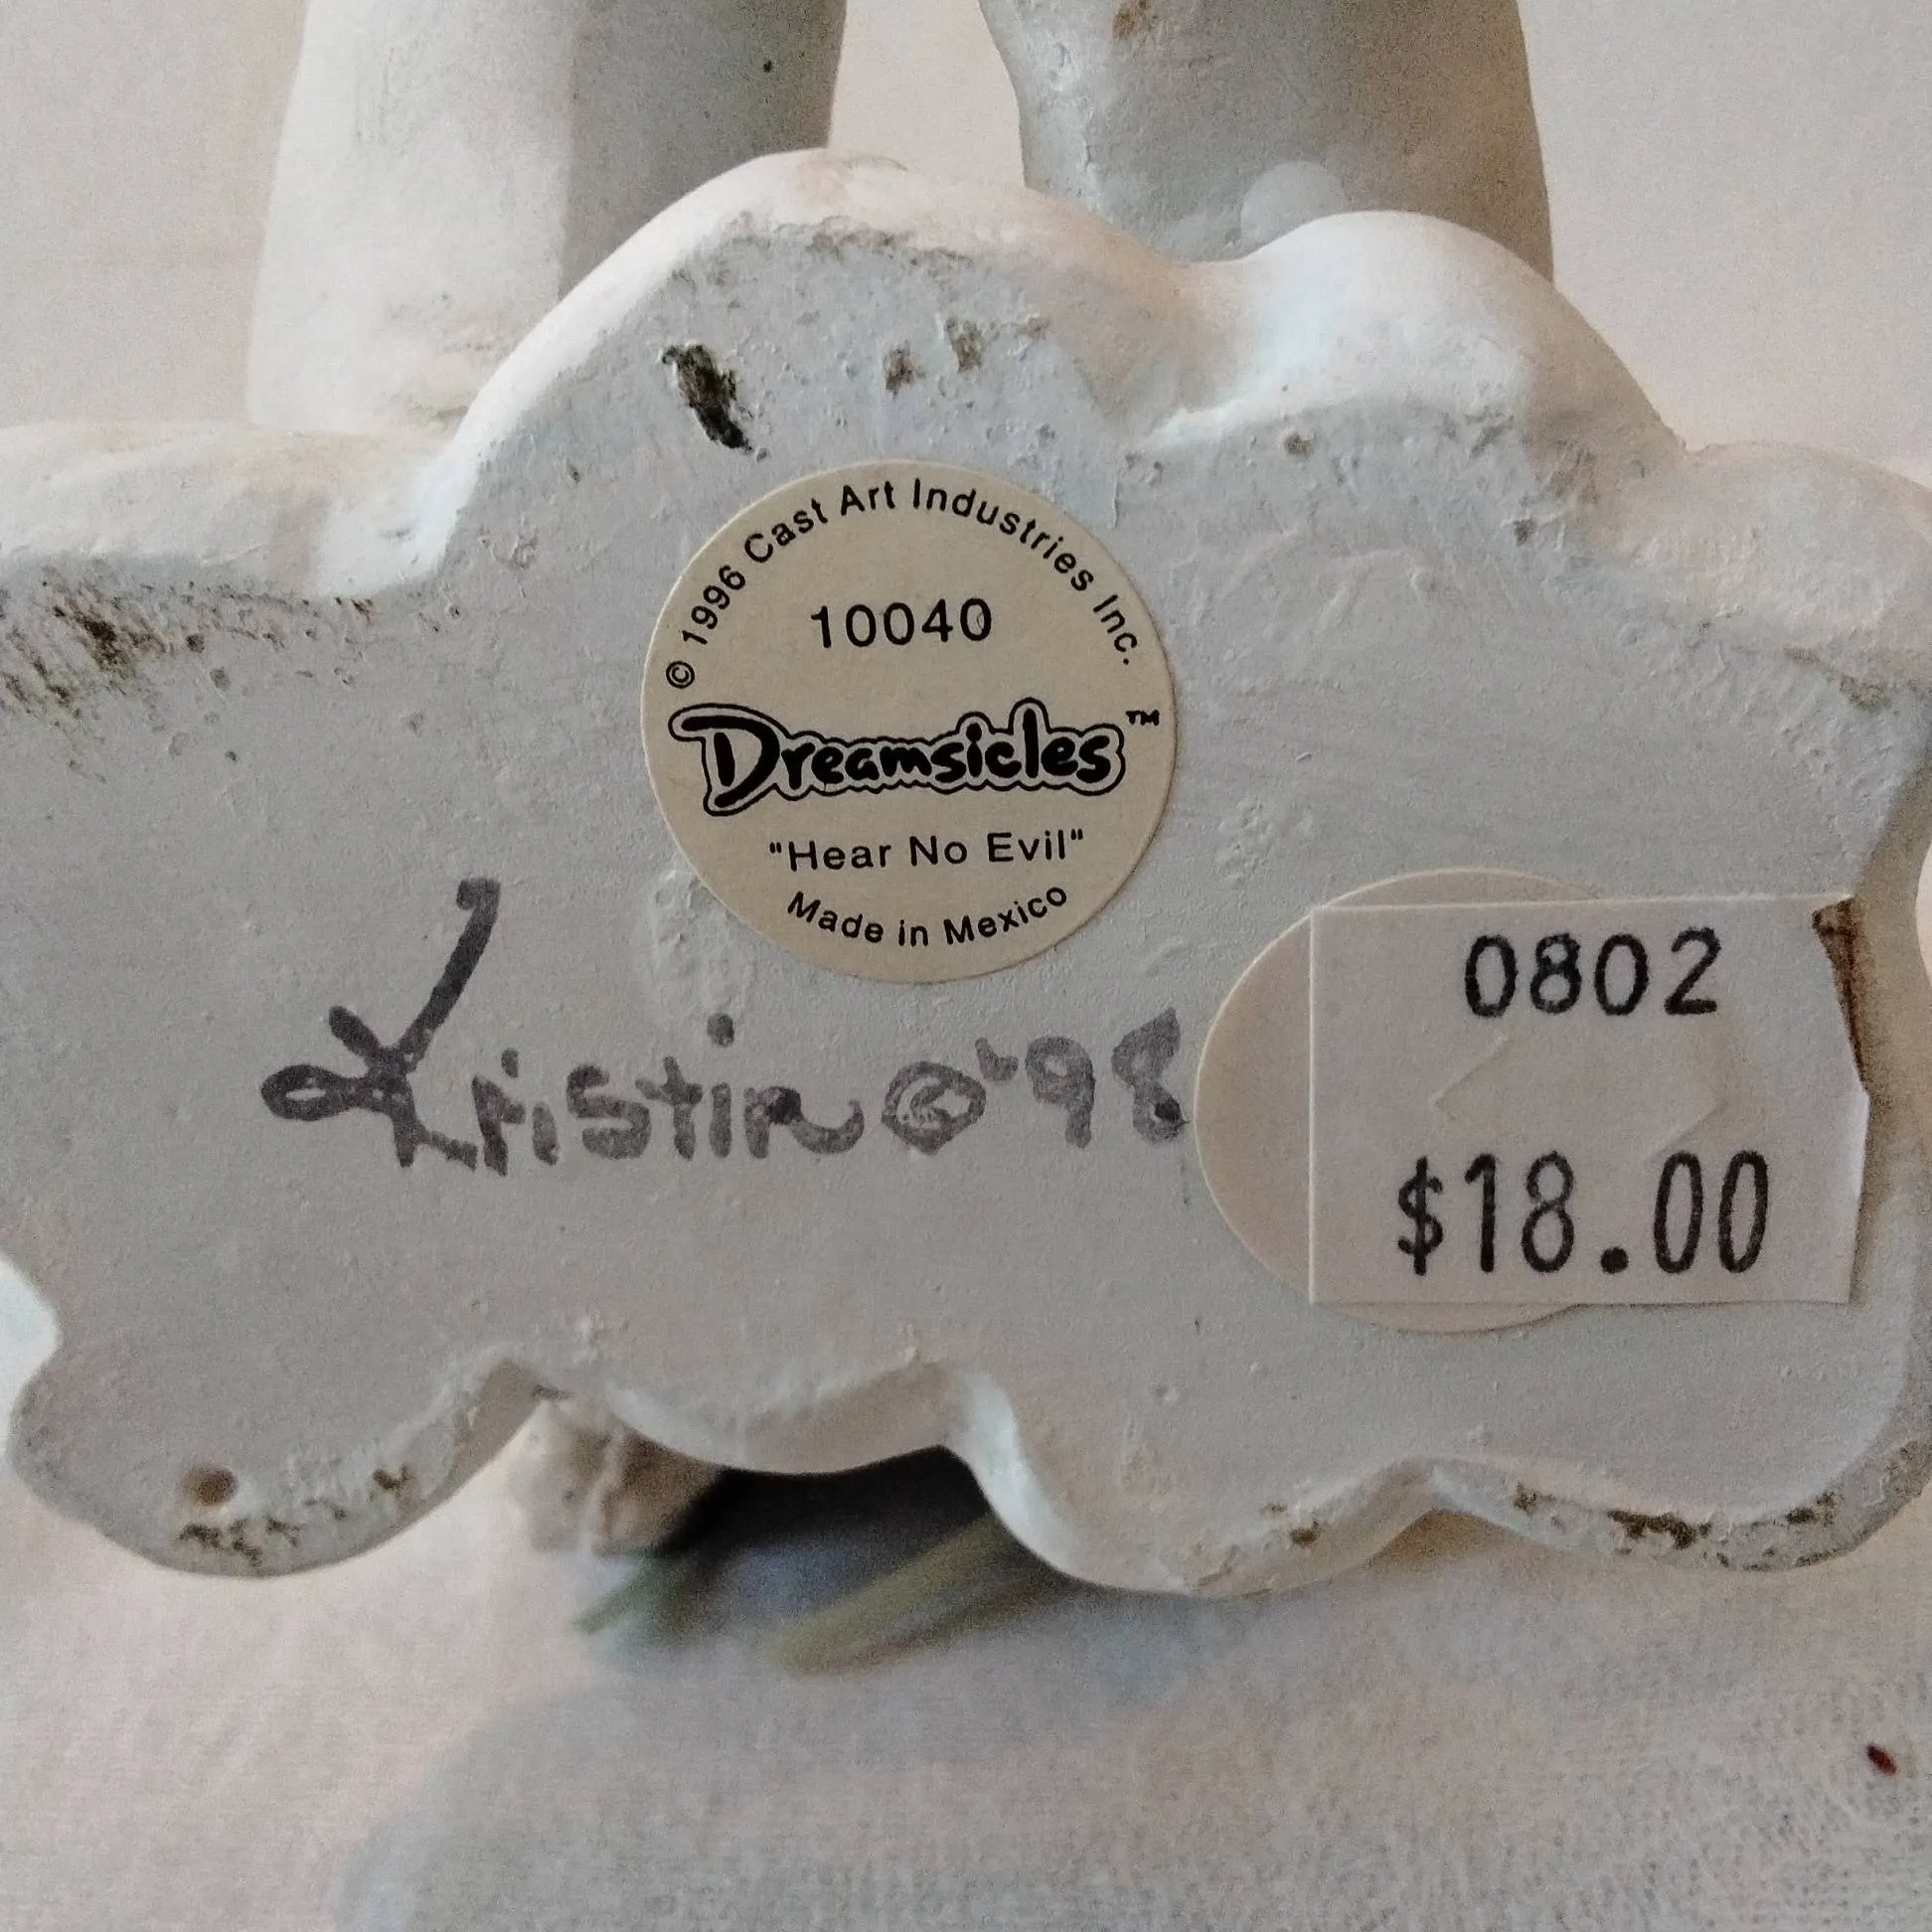 © 1996 Cast Art Industries Inc.
10040
Dreamsicles™
"Hear No Evil"
Made in Mexico
Kristin © '98
0802
$18.00